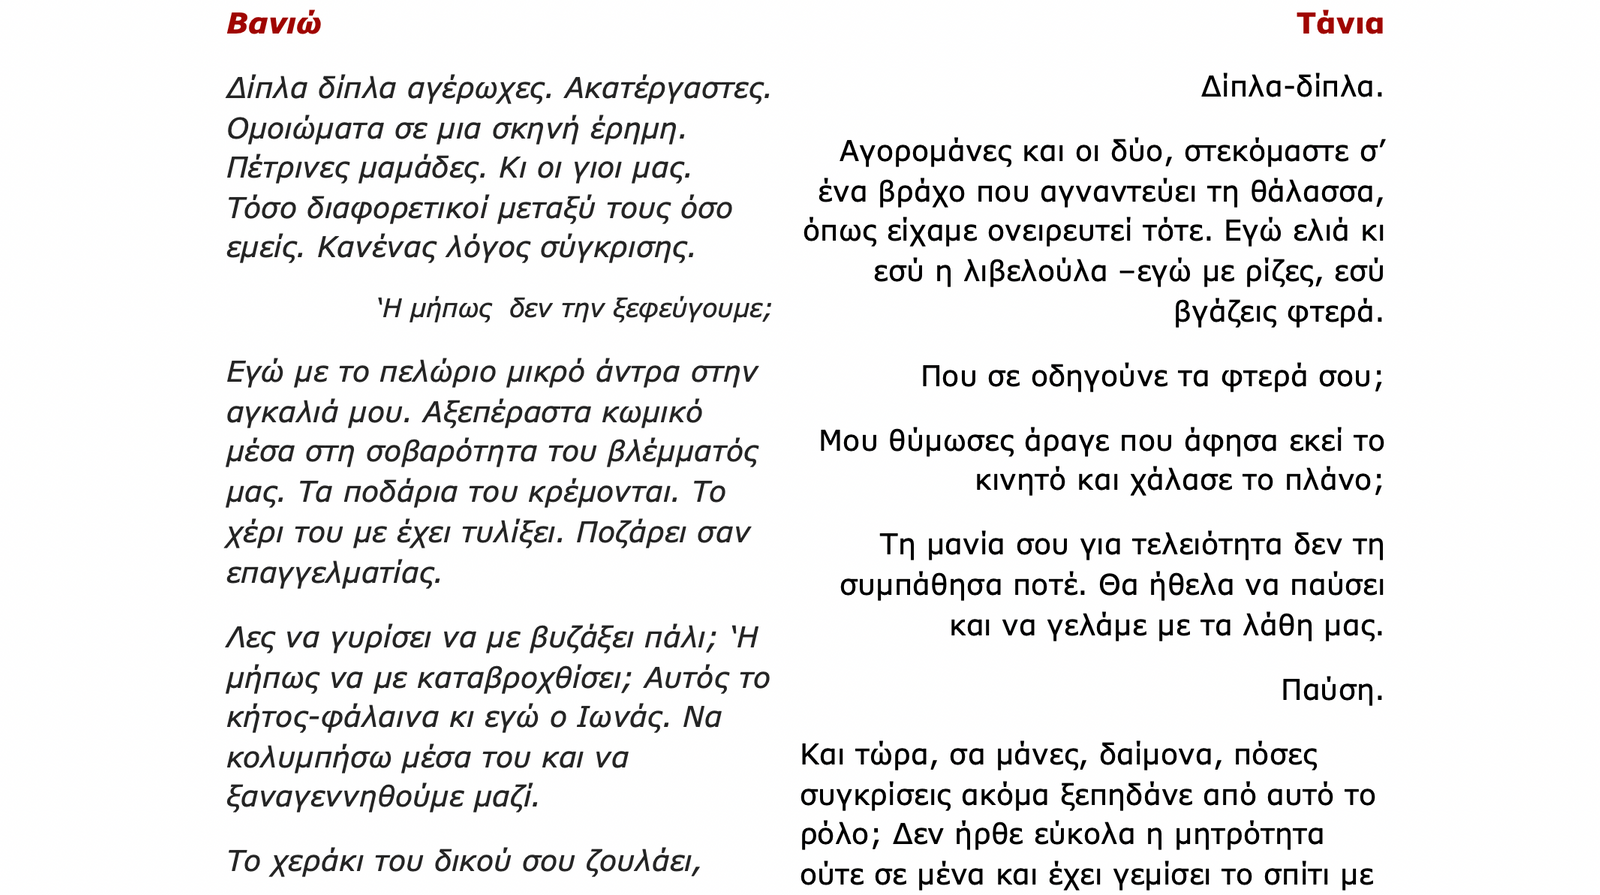 Βανιώ
Δίπλα δίπλα αγέρωχες. Ακατέργαστες.
Ομοιώματα σε μια σκηνή έρημη.
Πέτρινες μαμάδες. Κι οι γιοι μας.
Τόσο διαφορετικοί μεταξύ τους όσο
εμείς. Κανένας λόγος σύγκρισης.
‘Η μήπως  δεν την ξεφεύγουμε;
Εγώ με το πελώριο μικρό άντρα στην
αγκαλιά μου. Αξεπέραστα κωμικό
μέσα στη σοβαρότητα του βλέμματός
μας. Τα ποδάρια του κρέμονται. Το
χέρι του με έχει τυλίξει. Ποζάρει σαν
επαγγελματίας.
Λες να γυρίσει να με βυζάξει πάλι; ‘Η
μήπως να με καταβροχθίσει; Αυτός το
κήτος-φάλαινα κι εγώ ο Ιωνάς. Να
κολυμπήσω μέσα του και να
ξαναγεννηθούμε μαζί.
Το χεράκι του δικού σου ζουλάει,
Τάνια
Δίπλα-δίπλα.
Αγορομάνες και οι δύο, στεκόμαστε σ’
ένα βράχο που αγναντεύει τη θάλασσα,
όπως είχαμε ονειρευτεί τότε. Εγώ ελιά κι
εσύ η λιβελούλα –εγώ με ρίζες, εσύ
βγάζεις φτερά.
Που σε οδηγούνε τα φτερά σου;
Μου θύμωσες άραγε που άφησα εκεί το
κινητό και χάλασε το πλάνο;
Τη μανία σου για τελειότητα δεν τη
συμπάθησα ποτέ. Θα ήθελα να παύσει
και να γελάμε με τα λάθη μας.
Παύση.
Και τώρα, σα μάνες, δαίμονα, πόσες
συγκρίσεις ακόμα ξεπηδάνε από αυτό το
ρόλο; Δεν ήρθε εύκολα η μητρότητα
ούτε σε μένα και έχει γεμίσει το σπίτι με